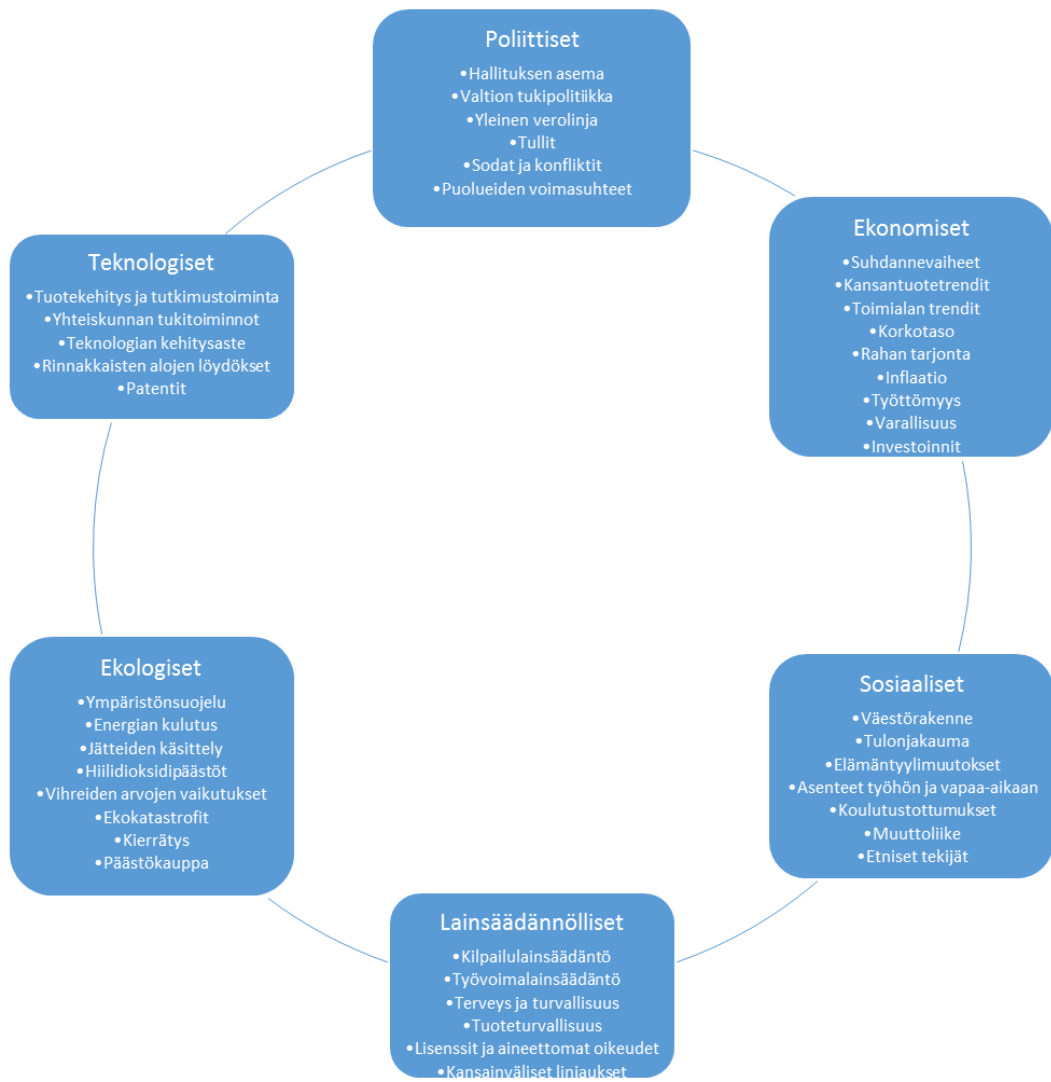 Poliittiset
•Hallituksen asema
•Valtion tukipolitiikka
•Yleinen verolinja
•Tullit
•Sodat ja konfliktit
•Puolueiden voimasuhteet
Ekonomiset
•Suhdannevaiheet
•Kansantuotetrendit
•Toimialan trendit
•Korkotaso
•Rahan tarjonta
•Inflaatio
•Työttömyys
•Varallisuus
•Investoinnit
Sosiaaliset
•Väestörakenne
•Tulonjakauma
•Elämäntyylimuutokset
•Asenteet työhön ja vapaa-aikaan
•Koulutustottumukset
•Muuttoliike
•Etniset tekijät
Lainsäädännölliset
•Kilpailulainsäädäntö
•Työvoimalainsäädäntö
•Terveys ja turvallisuus
•Tuoteturvallisuus
•Lisenssit ja aineettomat oikeudet
•Kansainväliset linjaukset
Ekologiset
•Ympäristönsuojelu
•Energian kulutus
•Jätteiden käsittely
•Hiilidioksidipäästöt
•Vihreiden arvojen vaikutukset
•Ekokatastrofit
•Kierrätys
•Päästökauppa
Teknologiset
•Tuotekehitys ja tutkimustoiminta
•Yhteiskunnan tukitoiminnot
•Teknologian kehitysaste
•Rinnakkaisten alojen löydökset
•Patentit